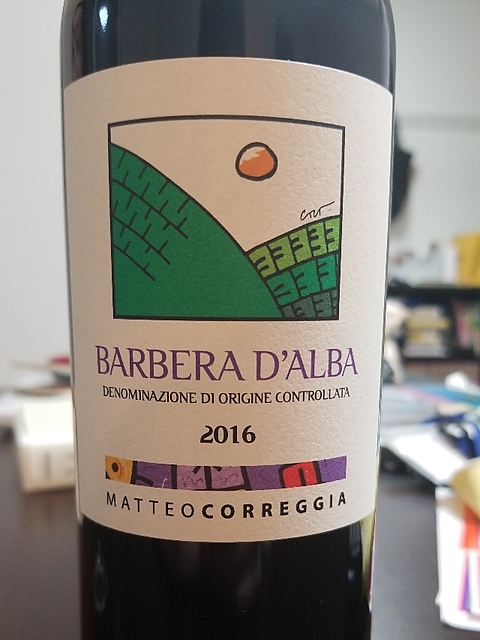 BARBERA D'ALBA
DENOMINAZIONE DI ORIGINE CONTROLLATA
2016
MATTEOCORREGGIA